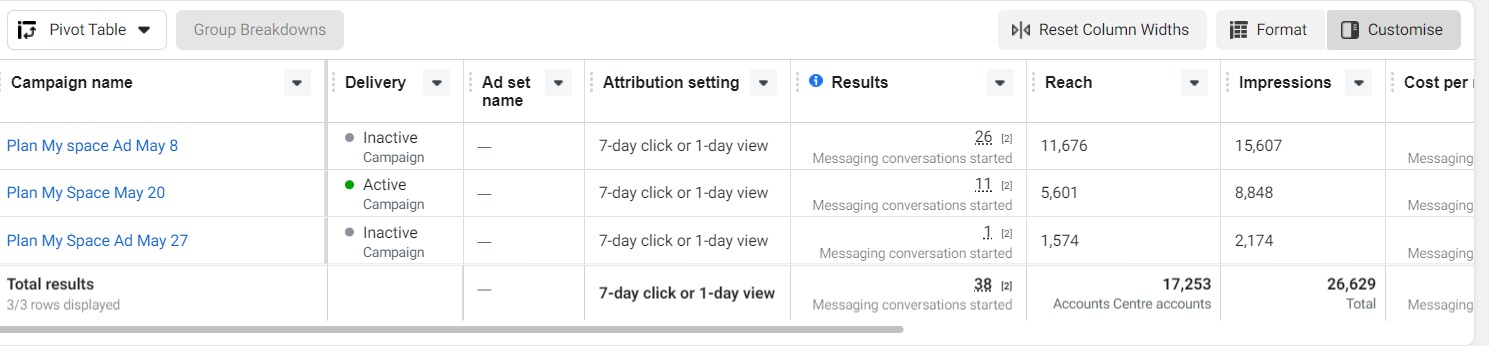 Pivot Table
Group Breakdowns
Reset Column Widths
Format
Customise
Campaign name
Delivery
Ad set
name
Attribution setting
Results
Reach
Impressions
Cost per
Plan My space Ad May 8
Inactive
Campaign
—
7-day click or 1-day view
26 [2]
Messaging conversations started
11,676
15,607
Messaging
Plan My Space May 20
Active
Campaign
—
7-day click or 1-day view
11 [2]
Messaging conversations started
5,601
8,848
Messaging
Plan My Space Ad May 27
Inactive
Campaign
—
7-day click or 1-day view
1 [2]
Messaging conversation started
1,574
2,174
Messaging
Total results
3/3 rows displayed
—
7-day click or 1-day view
38 [2]
Messaging conversations started
17,253
Accounts Centre accounts
26,629
Total
Messaging